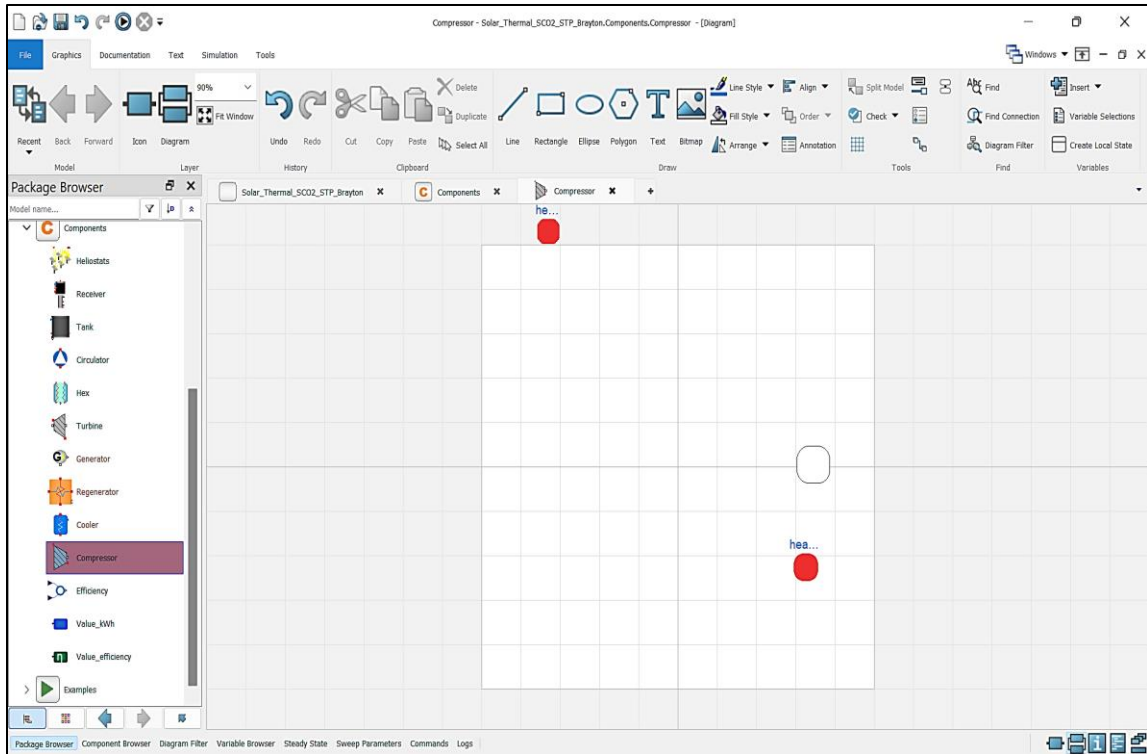 Compressor - Solar_Thermal_SCO2_STP_Brayton.Components.Compressor - [Diagram]
File Graphics Documentation Text Simulation Tools Windows
90%
Fit Window
Delete
Duplicate
Select All
Line Style Align
Fill Style Order
Arrange Annotation
Split Model
Check
Find
Find Connection
Diagram Filter
Insert
Variable Selections
Create Local State
Recent Back Forward Icon Diagram Undo Redo Cut Copy Paste Line Rectangle Ellipse Polygon Text Bitmap
Model Layer History Clipboard Draw Tools Find Variables
Package Browser
Model name...
Solar_Thermal_SCO2_STP_Brayton Components Compressor
he...
hea...
Components
Heliostats
Receiver
Tank
Circulator
Hex
Turbine
Generator
Regenerator
Cooler
Compressor
Efficiency
Value_kWh
Value_efficiency
Examples
Package Browser Component Browser Diagram Filter Variable Browser Steady State Sweep Parameters Commands Logs